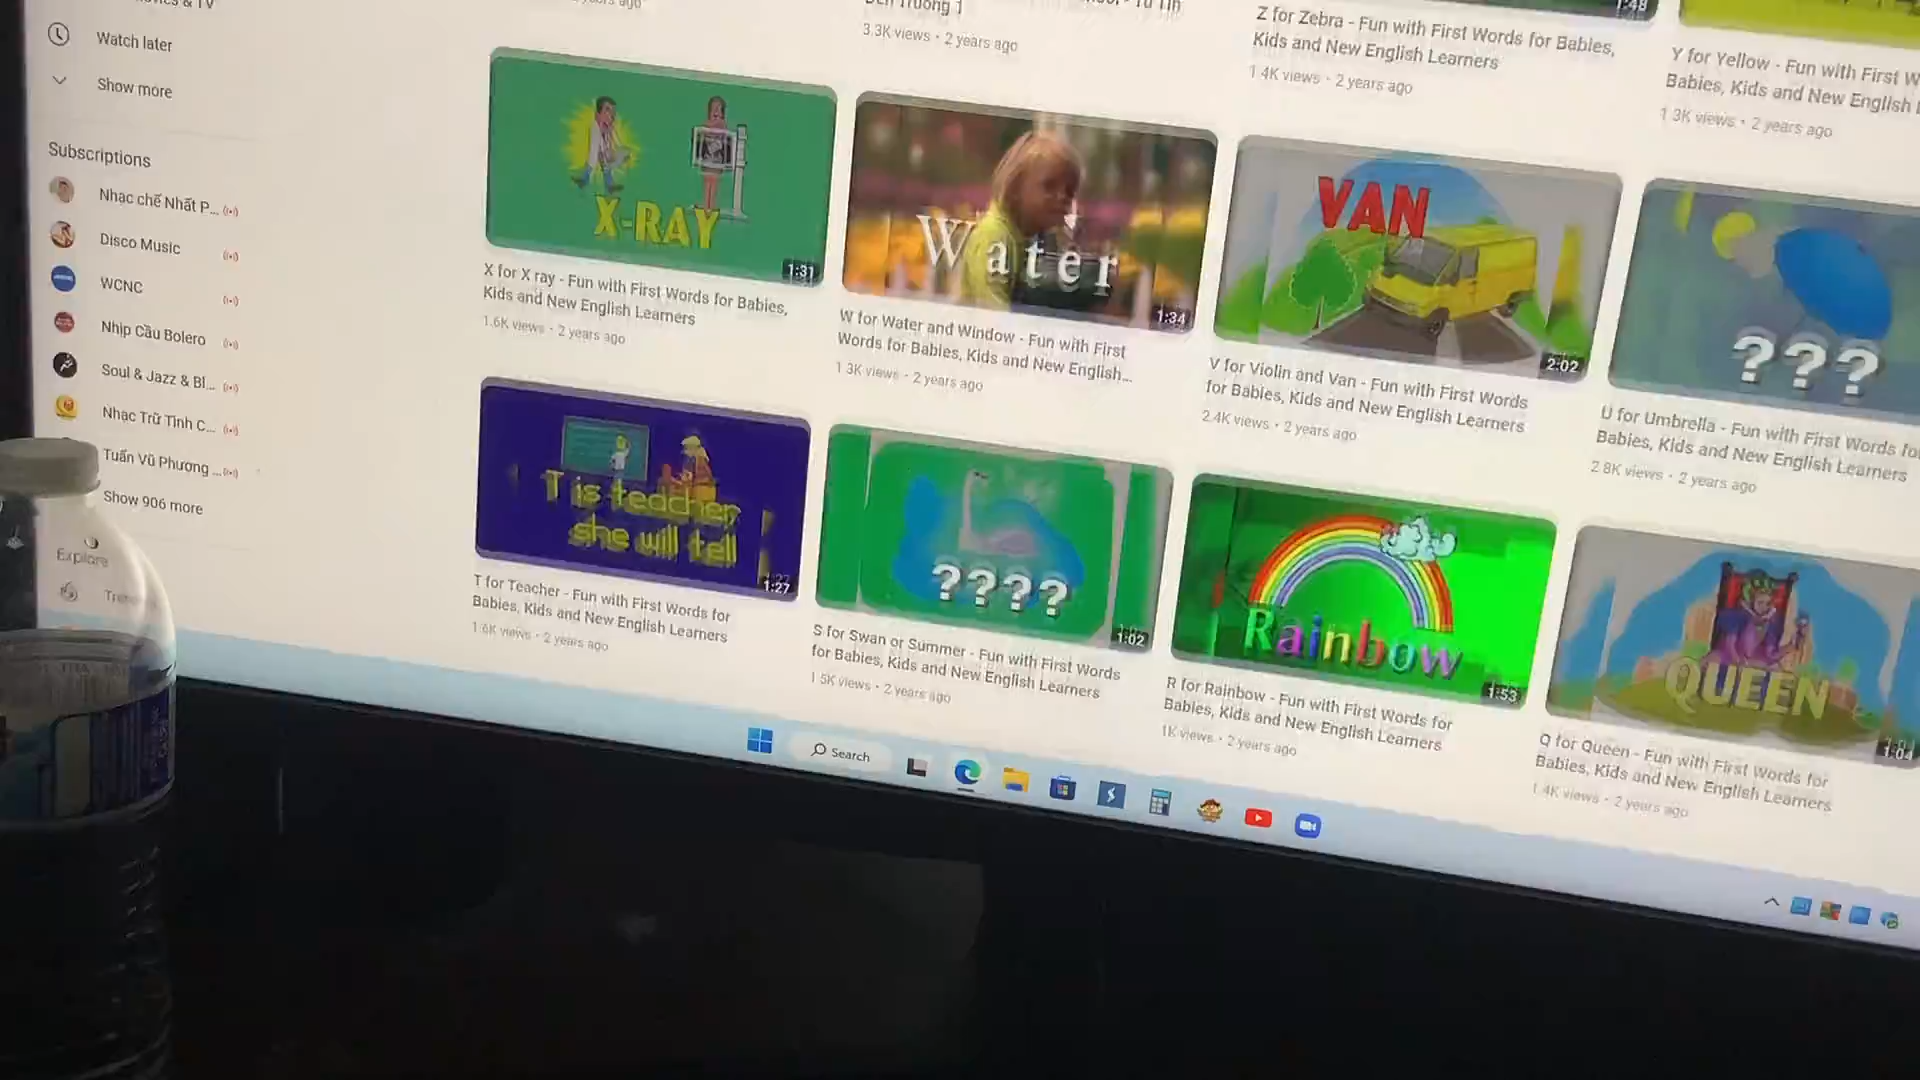 Watch later
Show more
Subscriptions
Nhạc chế Nhất P...
Disco Music
WCNC
Nhịp Cầu Bolero
Soul & Jazz & Bl...
Nhạc Trữ Tình C...
Tuấn Vũ Phương ...
Show 906 more
Explore
ago
Trường 1
3.3K views • 2 years ago
1:48
Z for Zebra - Fun with First Words for Babies,
Kids and New English Learners
1.4K views • 2 years ago
Y for Yellow - Fun with First W
Babies, Kids and New English
1.3K views • 2 years ago
X-RAY
1:31
X for X ray - Fun with First Words for Babies,
Kids and New English Learners
1.6K views • 2 years ago
Water
1:34
W for Water and Window - Fun with First
Words for Babies, Kids and New English...
1.3K views • 2 years ago
VAN
2:02
V for Violin and Van - Fun with First Words
for Babies, Kids and New English Learners
2.4K views • 2 years ago
???
U for Umbrella - Fun with First Words fo
Babies, Kids and New English Learners
2.8K views • 2 years ago
T is teacher,
she will tell
1:27
T for Teacher - Fun with First Words for
Babies, Kids and New English Learners
1.6K views • 2 years ago
????
1:02
S for Swan or Summer - Fun with First Words
for Babies, Kids and New English Learners
1.5K views • 2 years ago
Rainbow
1:53
R for Rainbow - Fun with First Words for
Babies, Kids and New English Learners
1K views • 2 years ago
QUEEN
1:04
Q for Queen - Fun with First Words for
Babies, Kids and New English Learners
1.4K views • 2 years ago
Search